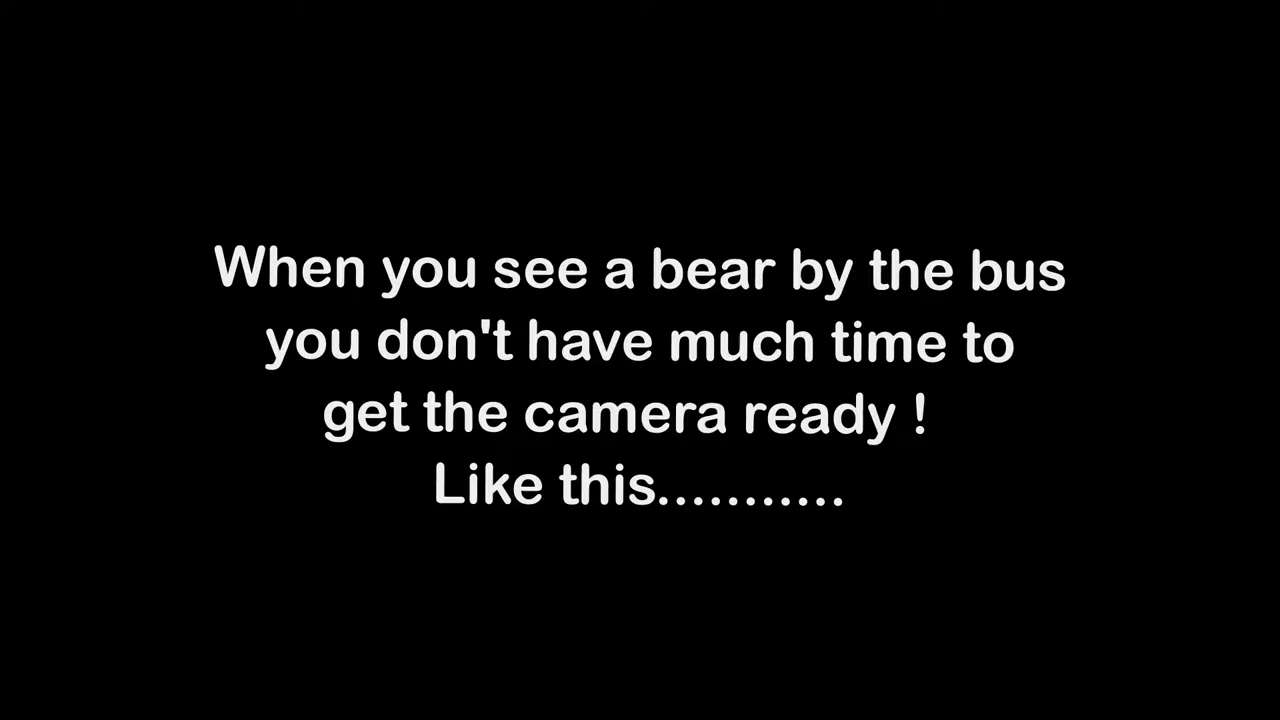 When you see a bear by the bus
you don't have much time to
get the camera ready !
Like this...........